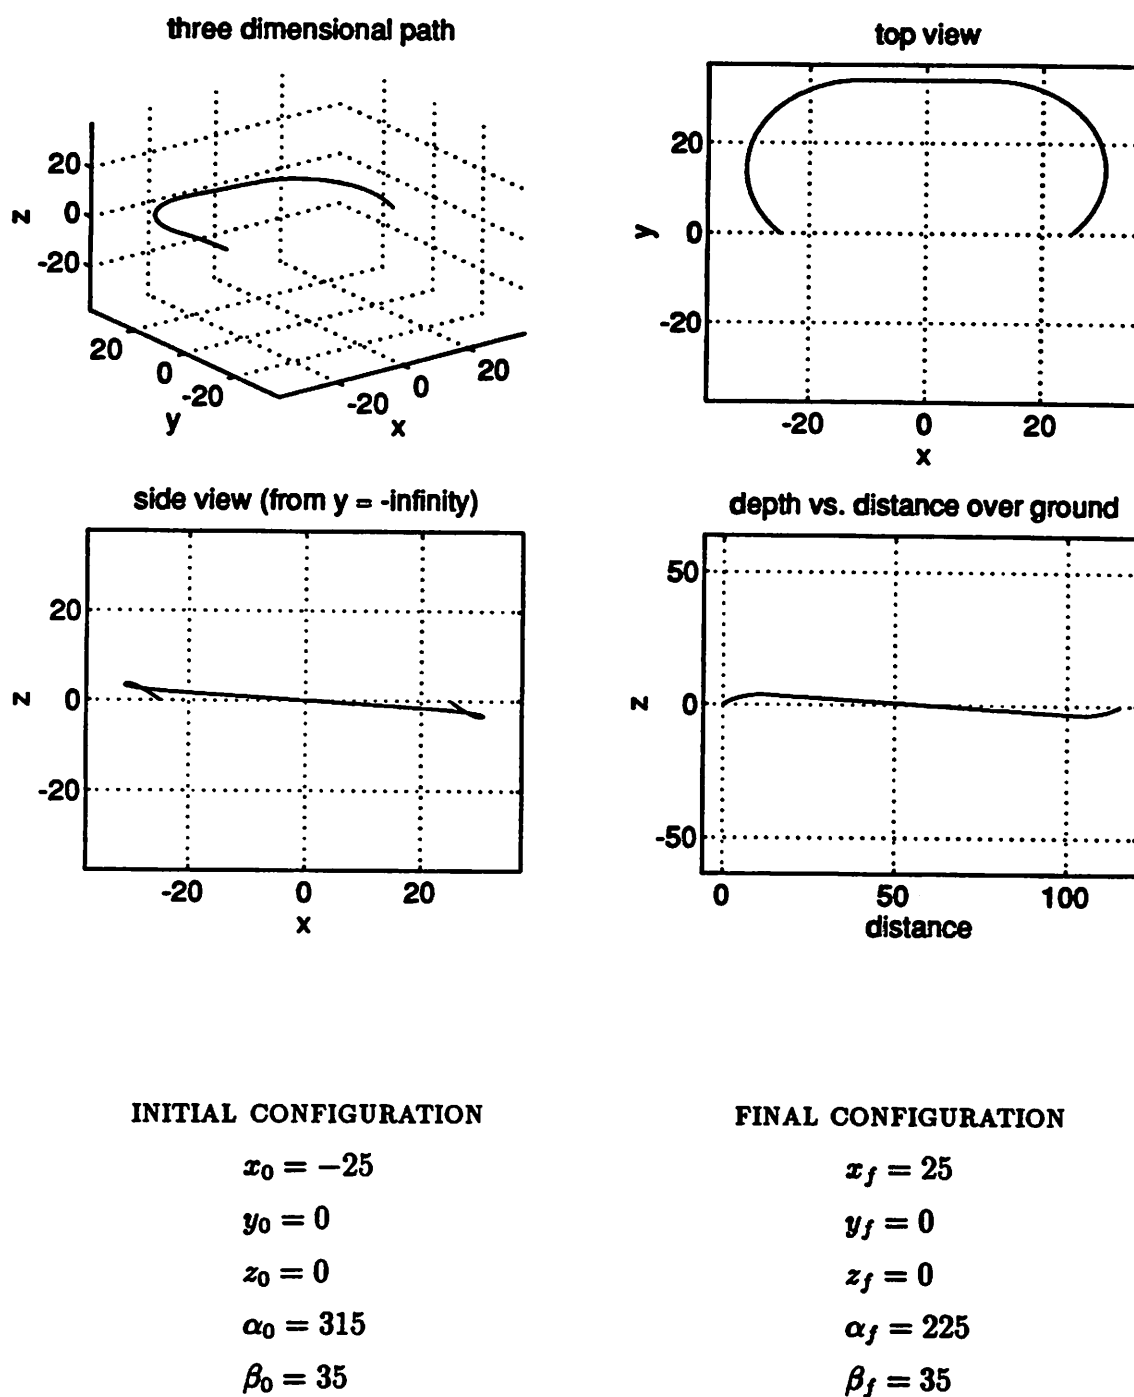 three dimensional path
20
0
-20
z
20
0
-20
y
-20
0
20
x
top view
20
0
-20
y
-20
0
20
x
side view (from y = -infinity)
20
0
-20
z
-20
0
20
x
depth vs. distance over ground
50
0
-50
z
0
50
100
distance
INITIAL CONFIGURATION
x₀ = −25
y₀ = 0
z₀ = 0
α₀ = 315
β₀ = 35
FINAL CONFIGURATION
x_f = 25
y_f = 0
z_f = 0
α_f = 225
β_f = 35